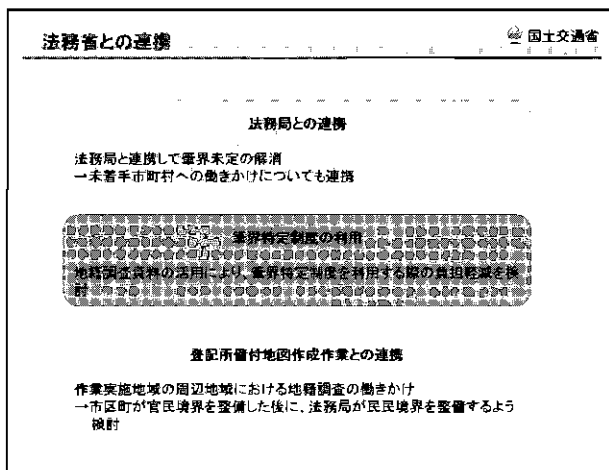 法務省との連携
国土交通省
法務局との連携
法務局と連携して筆界未定の解消
→未着手市町村への働きかけについても連携
筆界特定制度の利用
地籍調査資料の活用により、筆界特定制度を利用する際の負担軽減を検
討
登記所備付地図作成作業との連携
作業実施地域の周辺地域における地籍調査の働きかけ
→市区町が官民境界を整備した後に、法務局が民民境界を整備するよう
検討